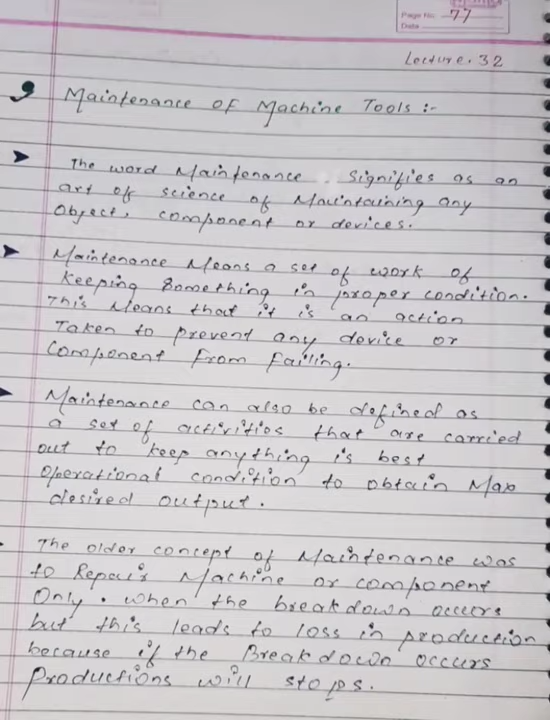 Page No. 77
Date
Lecture. 32
Maintenance of Machine Tools :-
The word Maintenance Signifies as an
art of science of Mauntaining any
Object, component or devices.
Maintenance Means a set of work of
keeping Something in proper condition.
This Means that it is an action
Taken to prevent any device or
Component from failling.
Maintenance can also be defined as
a set of activities that are carried
out to keep anything is best
Operational condition to obtain Max
desired output.
The older concept of Maintenance was
to Repair Machine or component
Only. when the breakdown occurs
but this leads to loss in production
because if the Breakdown occurs
Productions will stops.